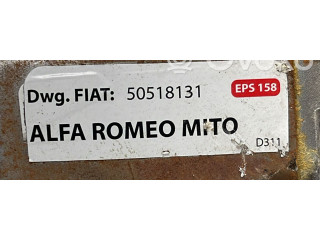 Dwg. FIAT: 50518131
EPS 158
ALFA ROMEO MITO
D311